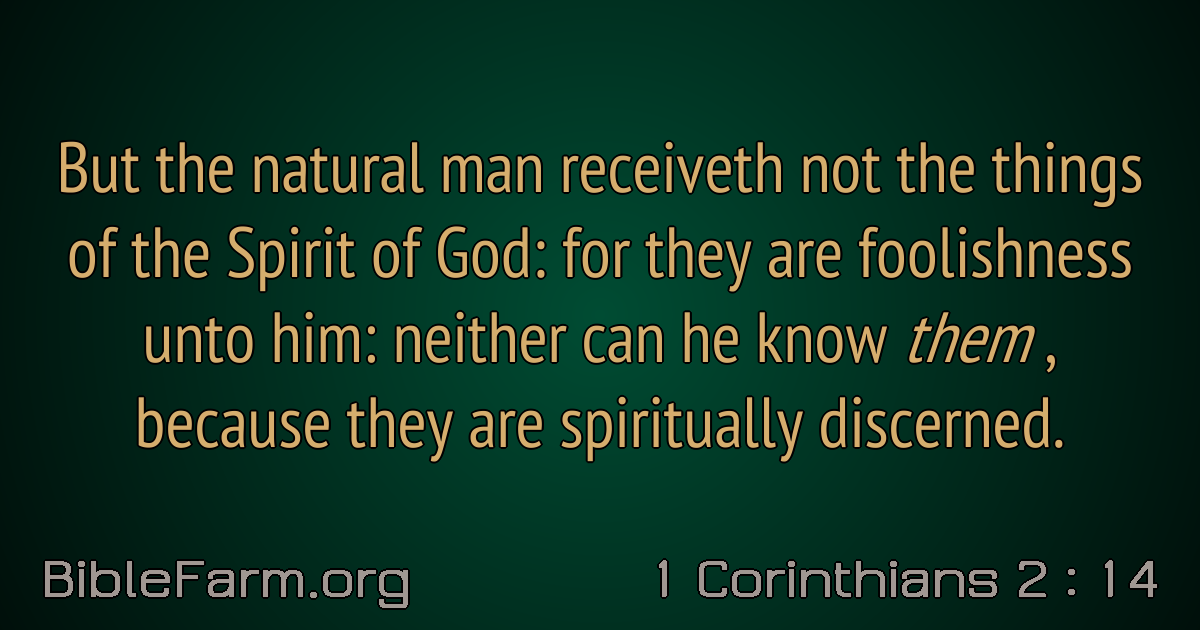 But the natural man receiveth not the things
of the Spirit of God: for they are foolishness
unto him: neither can he know them ,
because they are spiritually discerned.
BibleFarm.org
1 Corinthians 2 : 14